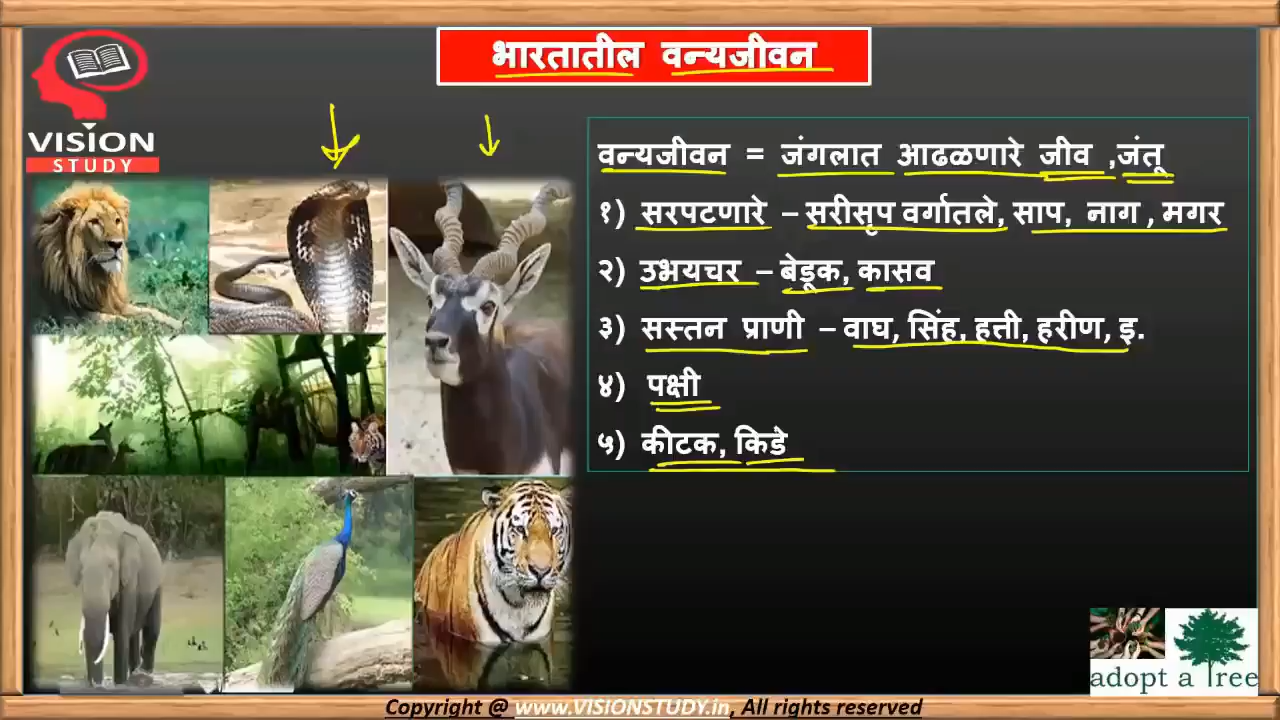 भारतातील वन्यजीवन
VISION
STUDY
वन्यजीवन = जंगलात आढळणारे जीव ,जंतू
१) सरपटणारे – सरीसृप वर्गातले, साप, नाग , मगर
२) उभयचर – बेडूक, कासव
३) सस्तन प्राणी – वाघ, सिंह, हत्ती, हरीण, इ.
४) पक्षी
५) कीटक, किडे
adopt a Tree
Copyright @ www.VISIONSTUDY.in, All rights reserved